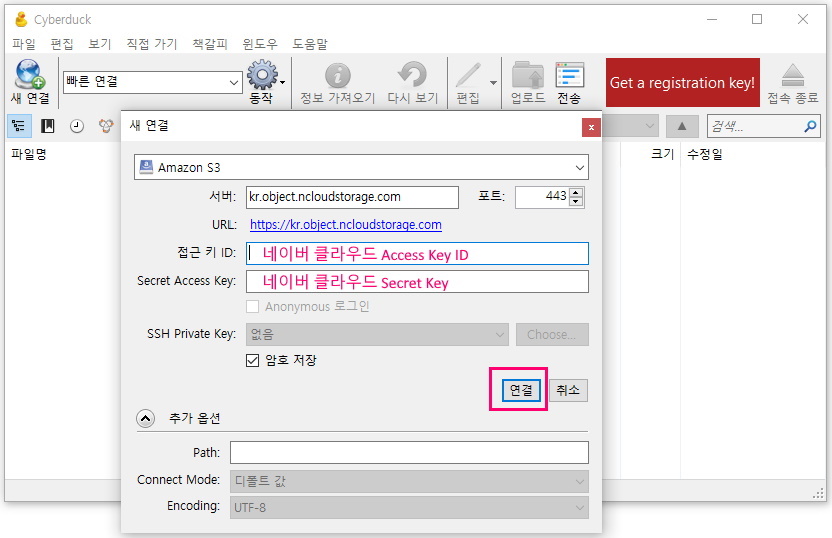 Cyberduck
파일 편집 보기 직접 가기 책갈피 윈도우 도움말
새 연결
빠른 연결
동작
정보 가져오기
다시 보기
편집
업로드
전송
Get a registration key!
접속 종료
검색...
파일명
크기
수정일
새 연결
x
Amazon S3
서버: kr.object.ncloudstorage.com 포트: 443
URL: https://kr.object.ncloudstorage.com
접근 키 ID: 네이버 클라우드 Access Key ID
Secret Access Key: 네이버 클라우드 Secret Key
Anonymous 로그인
SSH Private Key: 없음 Choose...
암호 저장
연결 취소
추가 옵션
Path:
Connect Mode: 디폴트 값
Encoding: UTF-8